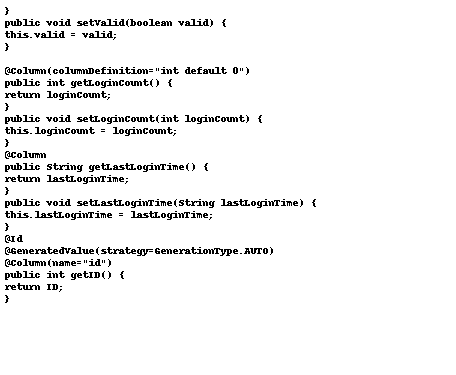 }
public void setValid(boolean valid) {
this.valid = valid;
}
@Column(columnDefinition="int default 0")
public int getLoginCount() {
return loginCount;
}
public void setLoginCount(int loginCount) {
this.loginCount = loginCount;
}
@Column
public String getLastLoginTime() {
return lastLoginTime;
}
public void setLastLoginTime(String lastLoginTime) {
this.lastLoginTime = lastLoginTime;
}
@Id
@GeneratedValue(strategy=GenerationType.AUTO)
@Column(name="id")
public int getID() {
return ID;
}